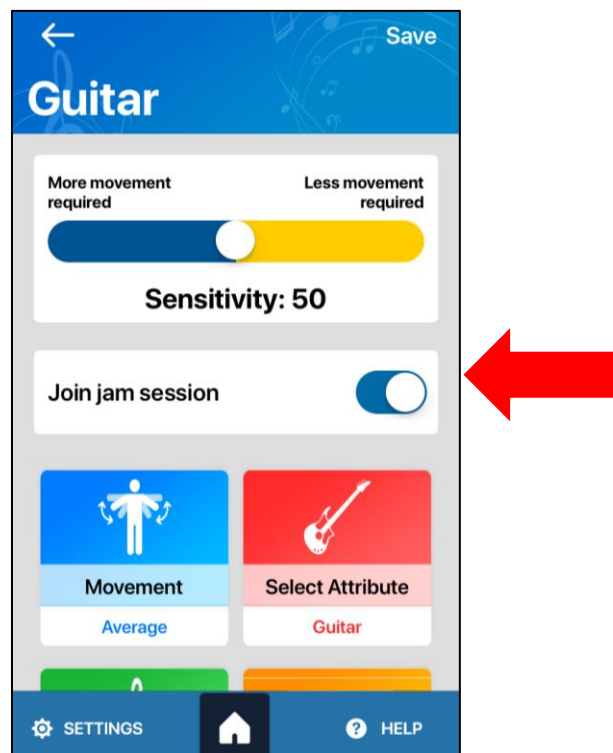 Save
Guitar
More movement
required
Less movement
required
Sensitivity: 50
Join jam session
Movement
Select Attribute
Average
Guitar
SETTINGS
? HELP